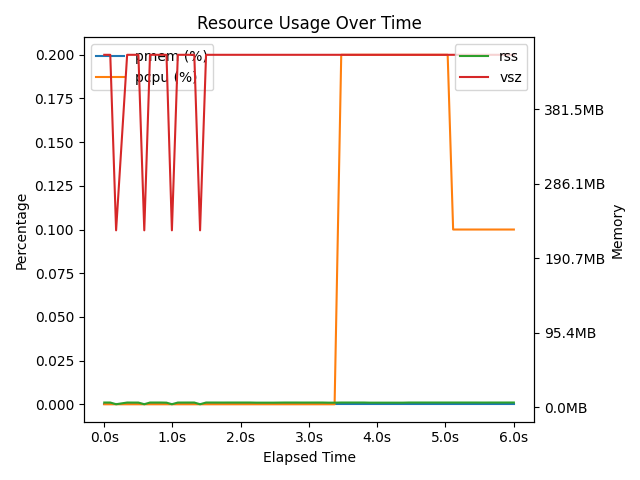 Resource Usage Over Time
pmem (%)
pcpu (%)
rss
vsz
0.200
0.175
0.150
0.125
0.100
0.075
0.050
0.025
0.000
Percentage
381.5MB
286.1MB
190.7MB
95.4MB
0.0MB
Memory
0.0s
1.0s
2.0s
3.0s
4.0s
5.0s
6.0s
Elapsed Time